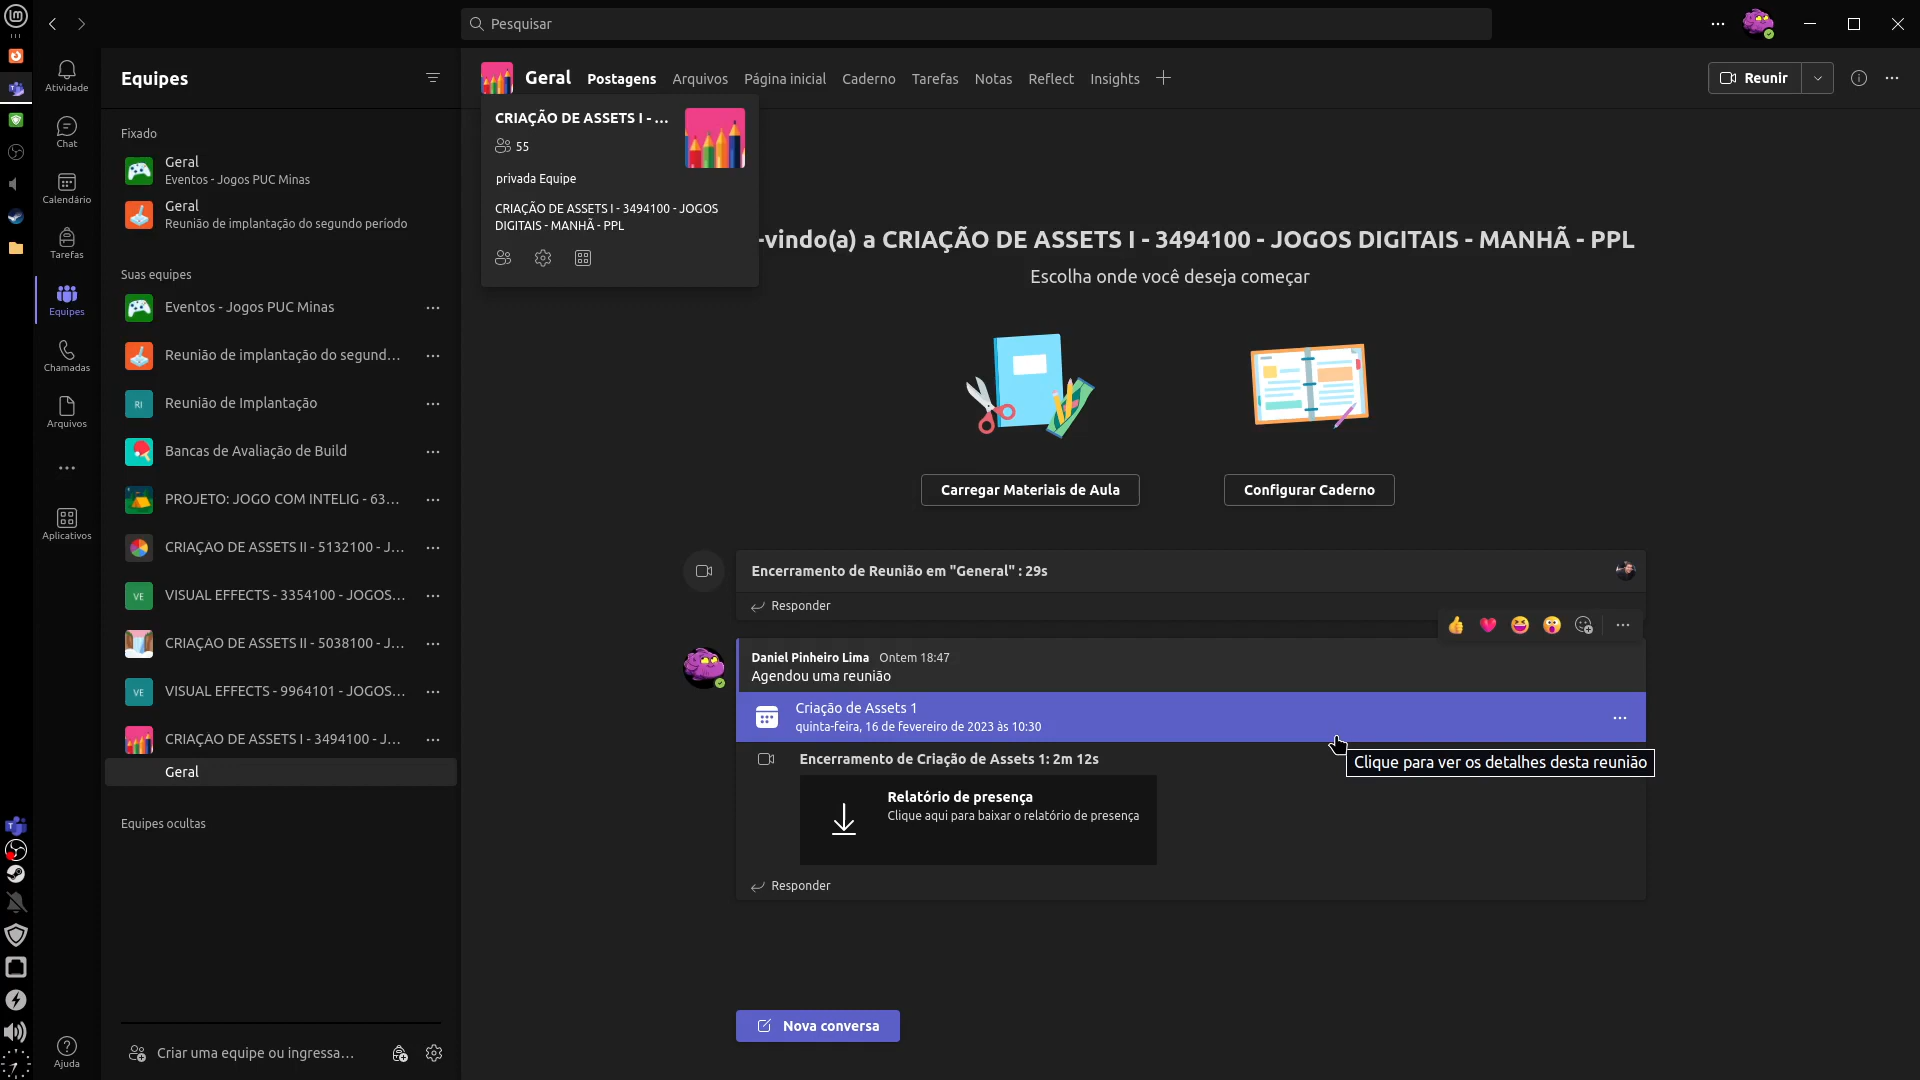 Pesquisar
Atividade
Chat
Calendário
Tarefas
Equipes
Chamadas
Arquivos
Aplicativos
Ajuda
Equipes
Fixado
Geral
Eventos - Jogos PUC Minas
Geral
Reunião de implantação do segundo período
Suas equipes
Eventos - Jogos PUC Minas
Reunião de implantação do segund...
RI Reunião de Implantação
Bancas de Avaliação de Build
PROJETO: JOGO COM INTELIG - 63...
CRIAÇAO DE ASSETS II - 5132100 - J...
VE VISUAL EFFECTS - 3354100 - JOGOS...
CRIAÇAO DE ASSETS II - 5038100 - J...
VE VISUAL EFFECTS - 9964101 - JOGOS...
CRIAÇAO DE ASSETS I - 3494100 - J...
Geral
Equipes ocultas
Criar uma equipe ou ingressa...
Geral Postagens Arquivos Página inicial Caderno Tarefas Notas Reflect Insights
Reunir
CRIAÇÃO DE ASSETS I - ...
55
privada Equipe
CRIAÇÃO DE ASSETS I - 3494100 - JOGOS
DIGITAIS - MANHÃ - PPL
-vindo(a) a CRIAÇÃO DE ASSETS I - 3494100 - JOGOS DIGITAIS - MANHÃ - PPL
Escolha onde você deseja começar
Carregar Materiais de Aula
Configurar Caderno
Encerramento de Reunião em "General" : 29s
Responder
Daniel Pinheiro Lima Ontem 18:47
Agendou uma reunião
Criação de Assets 1
quinta-feira, 16 de fevereiro de 2023 às 10:30
Clique para ver os detalhes desta reunião
Encerramento de Criação de Assets 1: 2m 12s
Relatório de presença
Clique aqui para baixar o relatório de presença
Responder
Nova conversa